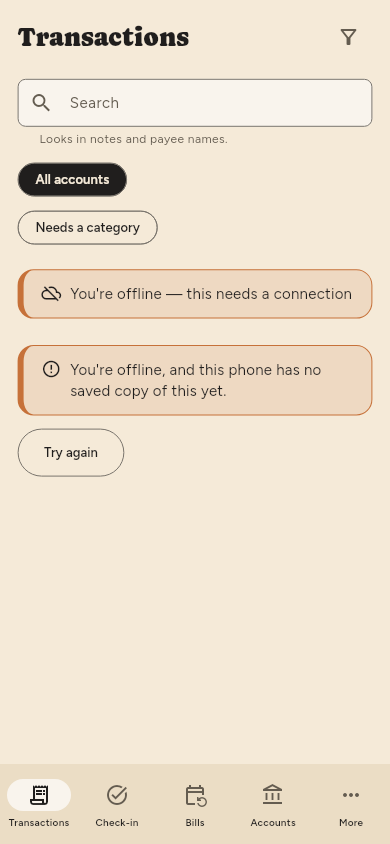 Transactions
Search
Looks in notes and payee names.
All accounts
Needs a category
You're offline — this needs a connection
You're offline, and this phone has no
saved copy of this yet.
Try again
Transactions
Check-in
Bills
Accounts
More